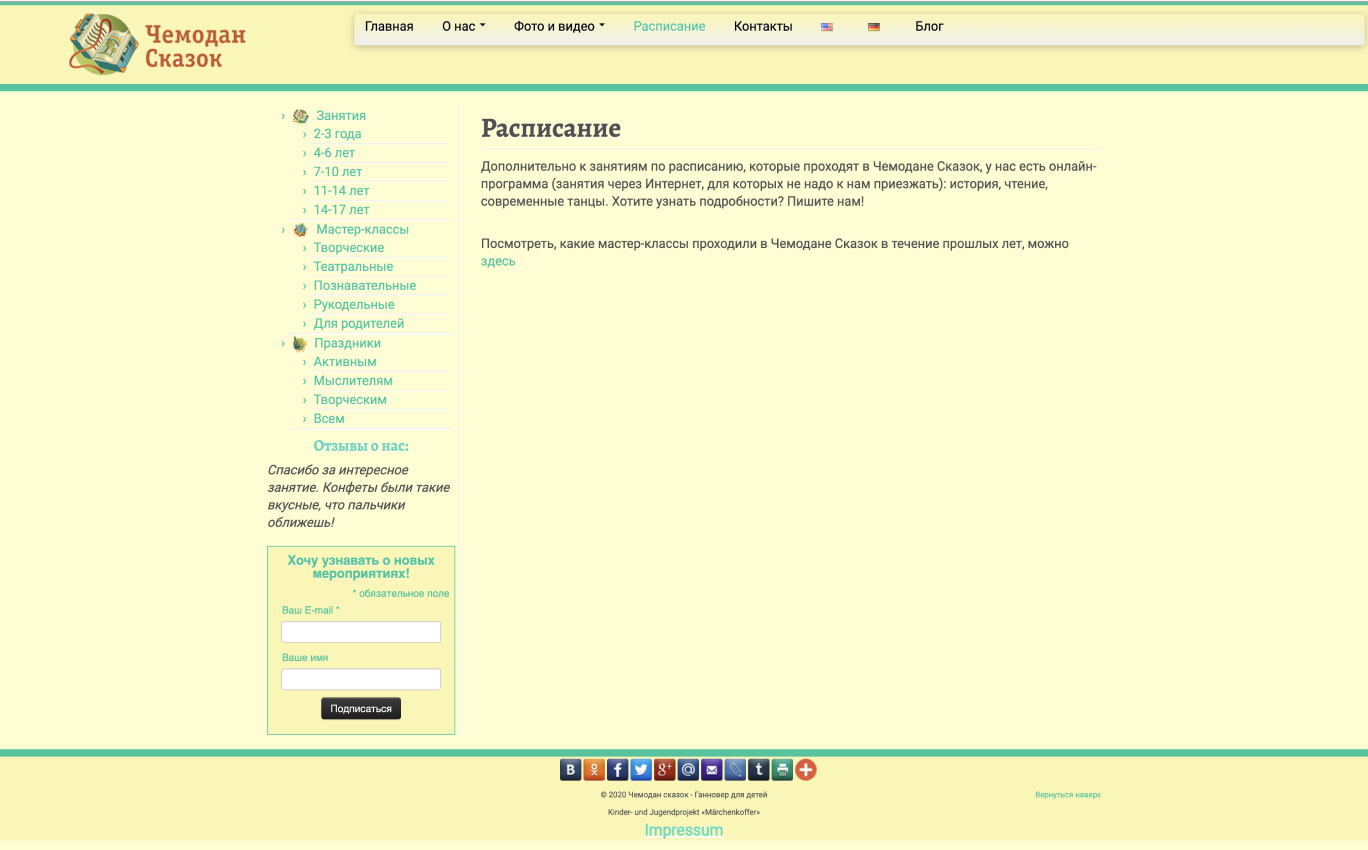 Чемодан
Сказок
Главная О нас Фото и видео Расписание Контакты Блог
Занятия
2-3 года
4-6 лет
7-10 лет
11-14 лет
14-17 лет
Мастер-классы
Творческие
Театральные
Познавательные
Рукодельные
Для родителей
Праздники
Активным
Мыслителям
Творческим
Всем
Отзывы о нас:
Спасибо за интересное
занятие. Конфеты были такие
вкусные, что пальчики
оближешь!
Хочу узнавать о новых
мероприятиях!
* обязательное поле
Ваш E-mail *
Ваше имя
Подписаться
Расписание
Дополнительно к занятиям по расписанию, которые проходят в Чемодане Сказок, у нас есть онлайн-
программа (занятия через Интернет, для которых не надо к нам приезжать): история, чтение,
современные танцы. Хотите узнать подробности? Пишите нам!
Посмотреть, какие мастер-классы проходили в Чемодане Сказок в течение прошлых лет, можно
здесь
© 2020 Чемодан сказок - Ганновер для детей
Вернуться наверх
Kinder- und Jugendprojekt «Märchenkoffer»
Impressum